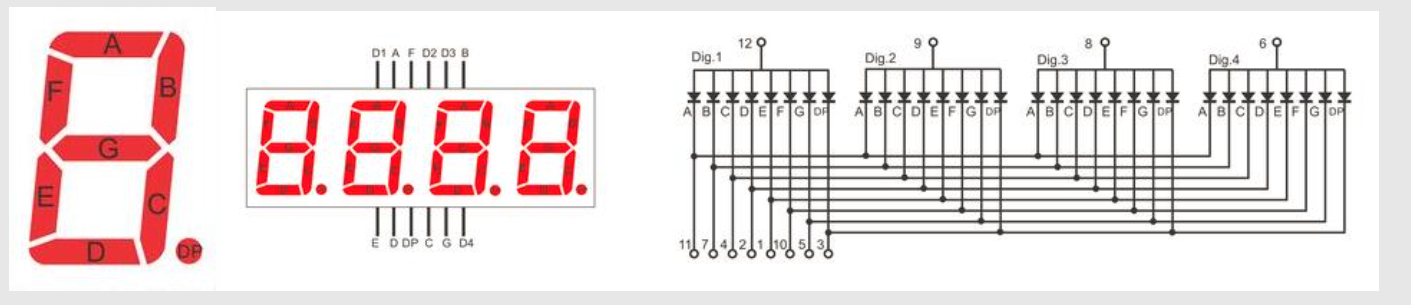 A
F B
G
E C
D DP
D1 A F D2 D3 B
E D DP C G D4
12 9 8 6
Dig.1 Dig.2 Dig.3 Dig.4
A B C D E F G DP A B C D E F G DP A B C D E F G DP A B C D E F G DP
11 7 4 2 1 10 5 3